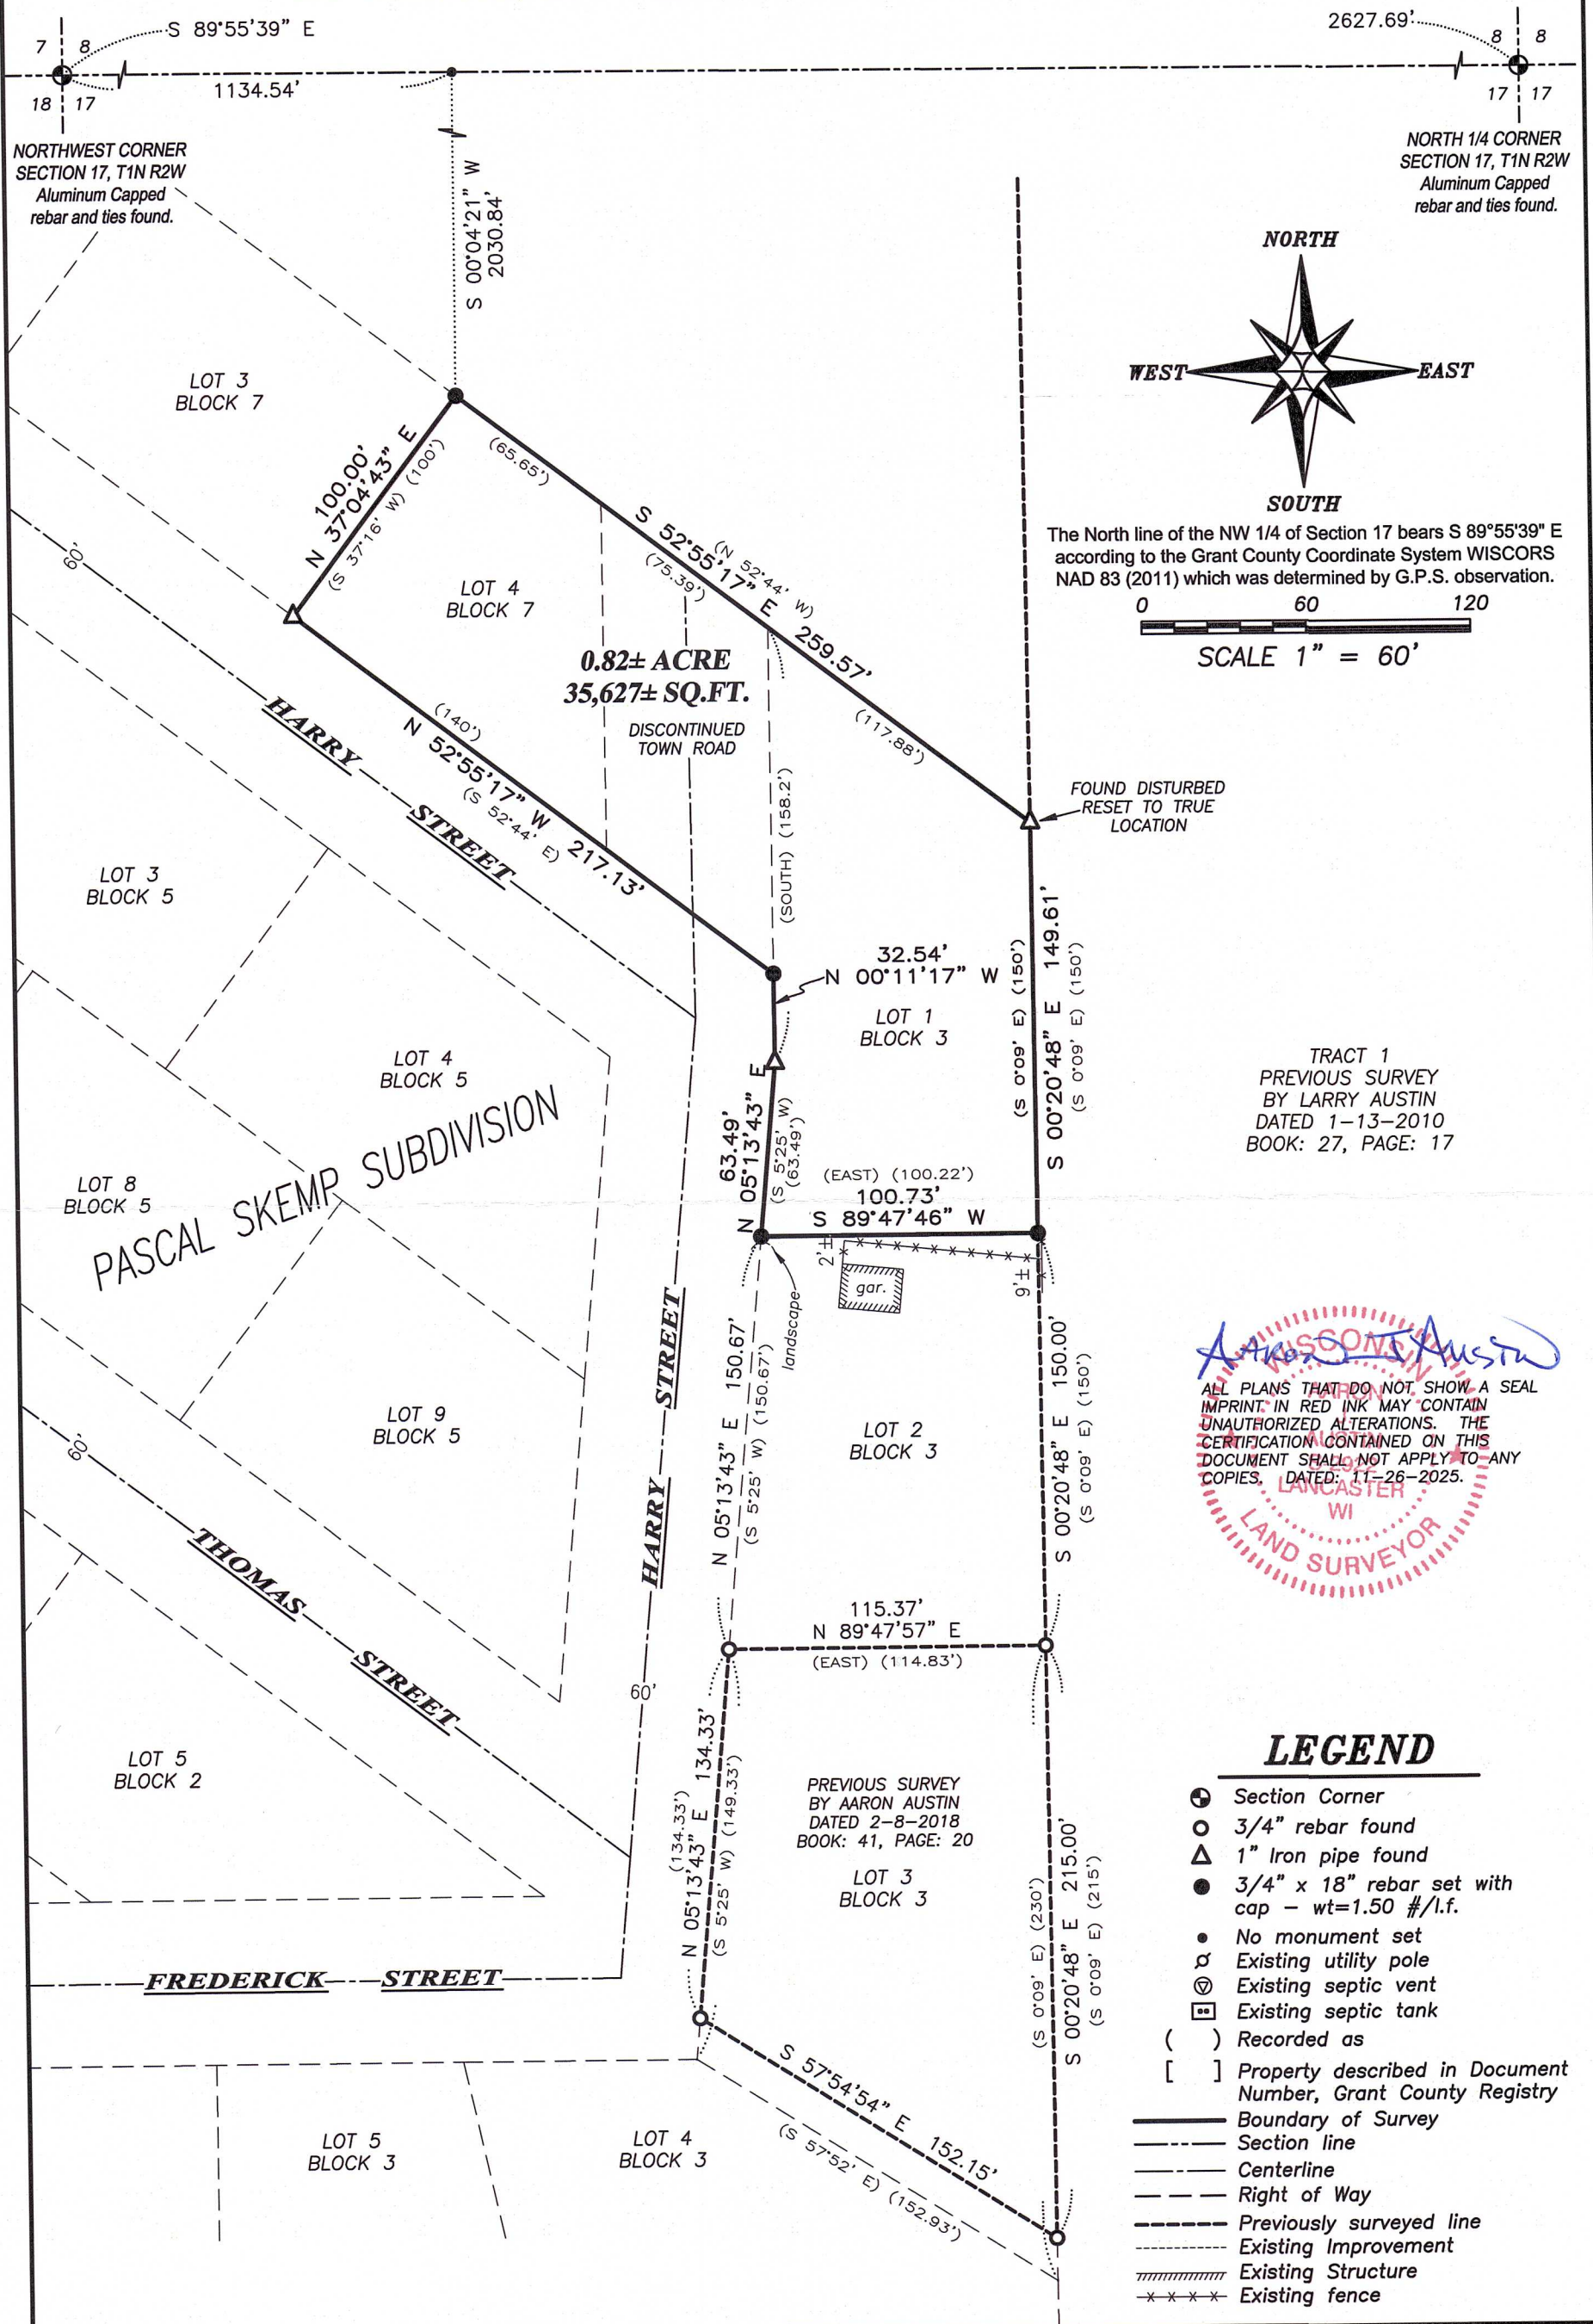 S 89°55'39" E
2627.69'
7 8
18 17
8 8
17 17
1134.54'
NORTHWEST CORNER
SECTION 17, T1N R2W
Aluminum Capped
rebar and ties found.
NORTH 1/4 CORNER
SECTION 17, T1N R2W
Aluminum Capped
rebar and ties found.
S 00°04'21" W
2030.84'
NORTH
WEST
EAST
SOUTH
The North line of the NW 1/4 of Section 17 bears S 89°55'39" E
according to the Grant County Coordinate System WISCORS
NAD 83 (2011) which was determined by G.P.S. observation.
0 60 120
SCALE 1" = 60'
LOT 3
BLOCK 7
100.00'
N 37°04'43" E
(S 37°16' W) (100')
(65.65')
(N 52°44' W)
S 52°55'17" E 259.57'
(75.39')
(117.88')
60'
LOT 4
BLOCK 7
0.82± ACRE
35,627± SQ.FT.
DISCONTINUED
TOWN ROAD
(140')
N 52°55'17" W 217.13'
(S 52°44' E)
HARRY STREET
(SOUTH) (158.2')
FOUND DISTURBED
RESET TO TRUE
LOCATION
LOT 3
BLOCK 5
32.54'
N 00°11'17" W
LOT 1
BLOCK 3
(S 0°09' E) (150')
S 00°20'48" E 149.61'
(S 0°09' E) (150')
LOT 4
BLOCK 5
TRACT 1
PREVIOUS SURVEY
BY LARRY AUSTIN
DATED 1-13-2010
BOOK: 27, PAGE: 17
63.49'
N 05°13'43" E
(S 5°25' W)
(63.49')
(EAST) (100.22')
100.73'
S 89°47'46" W
LOT 8
BLOCK 5
PASCAL SKEMP SUBDIVISION
2'±
gar.
9'±
landscape
HARRY STREET
N 05°13'43" E 150.67'
(S 5°25' W) (150.67')
LOT 2
BLOCK 3
S 00°20'48" E 150.00'
(S 0°09' E) (150')
Aaron J Austin
ALL PLANS THAT DO NOT SHOW A SEAL
IMPRINT IN RED INK MAY CONTAIN
UNAUTHORIZED ALTERATIONS. THE
CERTIFICATION CONTAINED ON THIS
DOCUMENT SHALL NOT APPLY TO ANY
COPIES. DATED: 11-26-2025.
WISCONSIN
AARON
J.
AUSTIN
LANCASTER
WI
LAND SURVEYOR
LOT 9
BLOCK 5
60'
THOMAS STREET
115.37'
N 89°47'57" E
(EAST) (114.83')
60'
LOT 5
BLOCK 2
(134.33')
N 05°13'43" E 134.33'
(S 5°25' W) (149.33')
PREVIOUS SURVEY
BY AARON AUSTIN
DATED 2-8-2018
BOOK: 41, PAGE: 20
LOT 3
BLOCK 3
(S 0°09' E) (230')
S 00°20'48" E 215.00'
(S 0°09' E) (215')
FREDERICK STREET
S 57°54'54" E 152.15'
(S 57°52' E) (152.93')
LOT 5
BLOCK 3
LOT 4
BLOCK 3
LEGEND
Section Corner
3/4" rebar found
1" Iron pipe found
3/4" x 18" rebar set with
cap - wt=1.50 #/l.f.
No monument set
Existing utility pole
Existing septic vent
Existing septic tank
( ) Recorded as
[ ] Property described in Document
Number, Grant County Registry
Boundary of Survey
Section line
Centerline
Right of Way
Previously surveyed line
Existing Improvement
Existing Structure
Existing fence